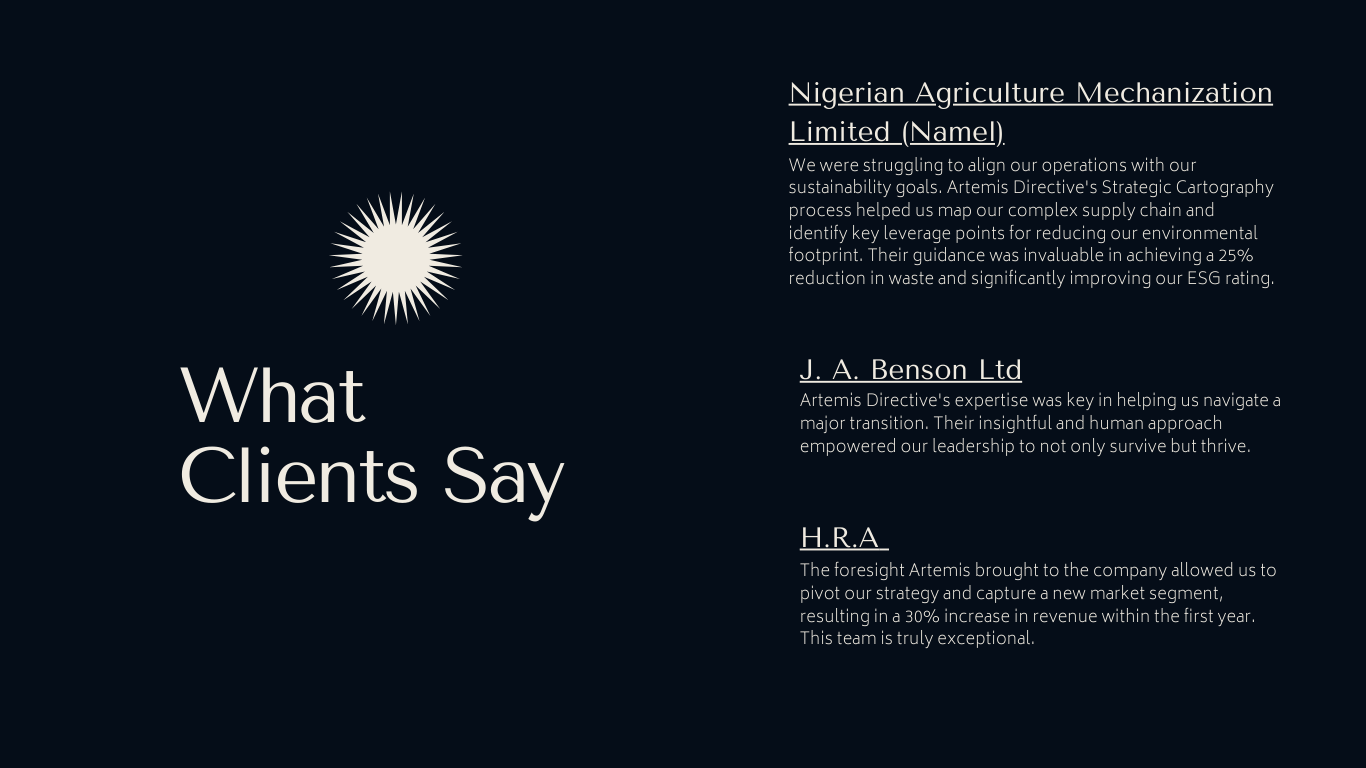 What
Clients Say
Nigerian Agriculture Mechanization
Limited (Namel)
We were struggling to align our operations with our
sustainability goals. Artemis Directive's Strategic Cartography
process helped us map our complex supply chain and
identify key leverage points for reducing our environmental
footprint. Their guidance was invaluable in achieving a 25%
reduction in waste and significantly improving our ESG rating.
J. A. Benson Ltd
Artemis Directive's expertise was key in helping us navigate a
major transition. Their insightful and human approach
empowered our leadership to not only survive but thrive.
H.R.A
The foresight Artemis brought to the company allowed us to
pivot our strategy and capture a new market segment,
resulting in a 30% increase in revenue within the first year.
This team is truly exceptional.